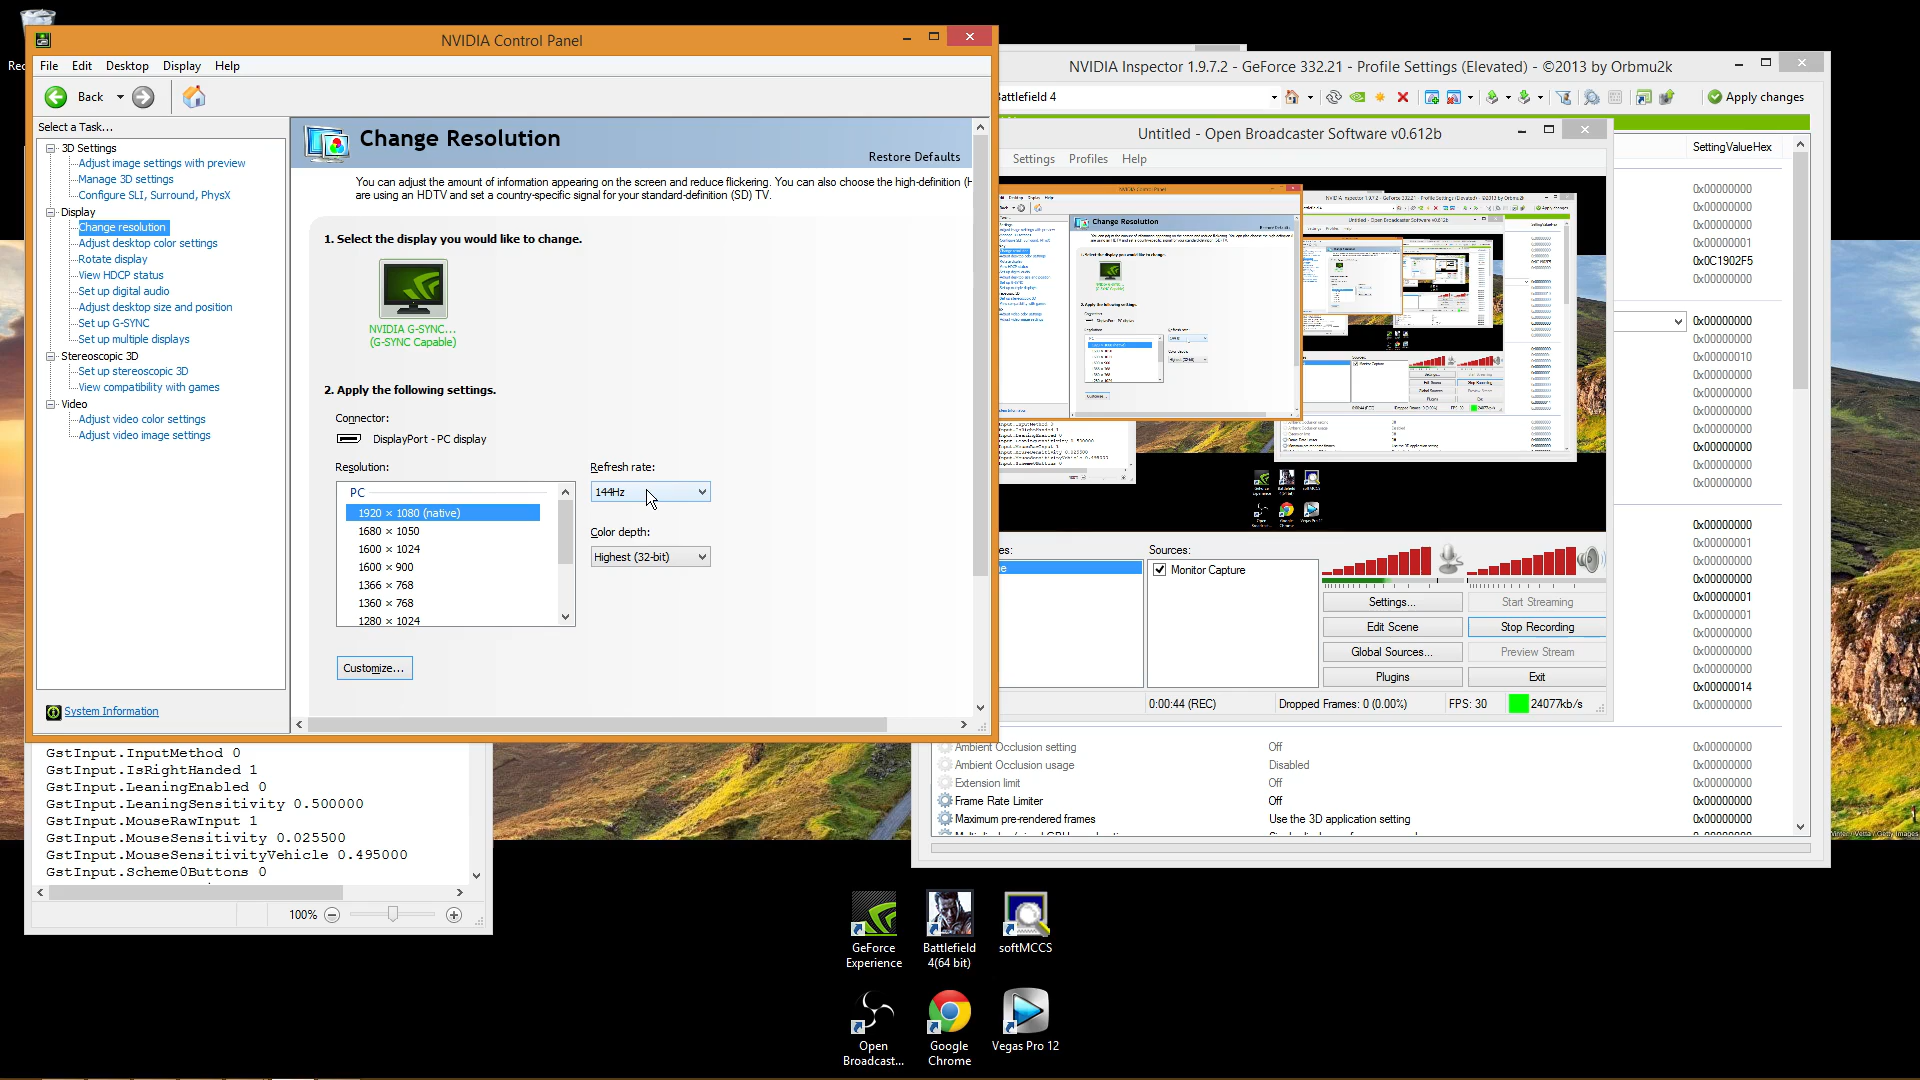 NVIDIA Control Panel
File Edit Desktop Display Help
Back
Select a Task...
3D Settings
Adjust image settings with preview
Manage 3D settings
Configure SLI, Surround, PhysX
Display
Change resolution
Adjust desktop color settings
Rotate display
View HDCP status
Set up digital audio
Adjust desktop size and position
Set up G-SYNC
Set up multiple displays
Stereoscopic 3D
Set up stereoscopic 3D
View compatibility with games
Video
Adjust video color settings
Adjust video image settings
System Information
Change Resolution
Restore Defaults
You can adjust the amount of information appearing on the screen and reduce flickering. You can also choose the high-definition (H
are using an HDTV and set a country-specific signal for your standard-definition (SD) TV.
1. Select the display you would like to change.
NVIDIA G-SYNC...
(G-SYNC Capable)
2. Apply the following settings.
Connector:
DisplayPort - PC display
Resolution:
PC
1920 × 1080 (native)
1680 × 1050
1600 × 1024
1600 × 900
1366 × 768
1360 × 768
1280 × 1024
Refresh rate:
144Hz
Color depth:
Highest (32-bit)
Customize...
GstInput.InputMethod 0
GstInput.IsRightHanded 1
GstInput.LeaningEnabled 0
GstInput.LeaningSensitivity 0.500000
GstInput.MouseRawInput 1
GstInput.MouseSensitivity 0.025500
GstInput.MouseSensitivityVehicle 0.495000
GstInput.Scheme0Buttons 0
100%
NVIDIA Inspector 1.9.7.2 - GeForce 332.21 - Profile Settings (Elevated) - ©2013 by Orbmu2k
Battlefield 4
Apply changes
SettingValueHex
0x00000000
0x00000000
0x00000000
0x00000001
0x0C1902F5
0x00000000
0x00000000
0x00000000
0x00000010
0x00000000
0x00000000
0x00000000
0x00000000
0x00000000
0x00000000
0x00000000
0x00000000
0x00000001
0x00000000
0x00000000
0x00000001
0x00000001
0x00000000
0x00000000
0x00000000
0x00000014
0x00000000
Ambient Occlusion setting Off 0x00000000
Ambient Occlusion usage Disabled 0x00000000
Extension limit Off 0x00000000
Frame Rate Limiter Off 0x00000000
Maximum pre-rendered frames Use the 3D application setting 0x00000000
Untitled - Open Broadcaster Software v0.612b
Settings Profiles Help
Sources:
Monitor Capture
Settings...
Start Streaming
Edit Scene
Stop Recording
Global Sources...
Preview Stream
Plugins
Exit
0:00:44 (REC)
Dropped Frames: 0 (0.00%)
FPS: 30
24077kb/s
GeForce
Experience
Battlefield
4(64 bit)
softMCCS
Open
Broadcast...
Google
Chrome
Vegas Pro 12